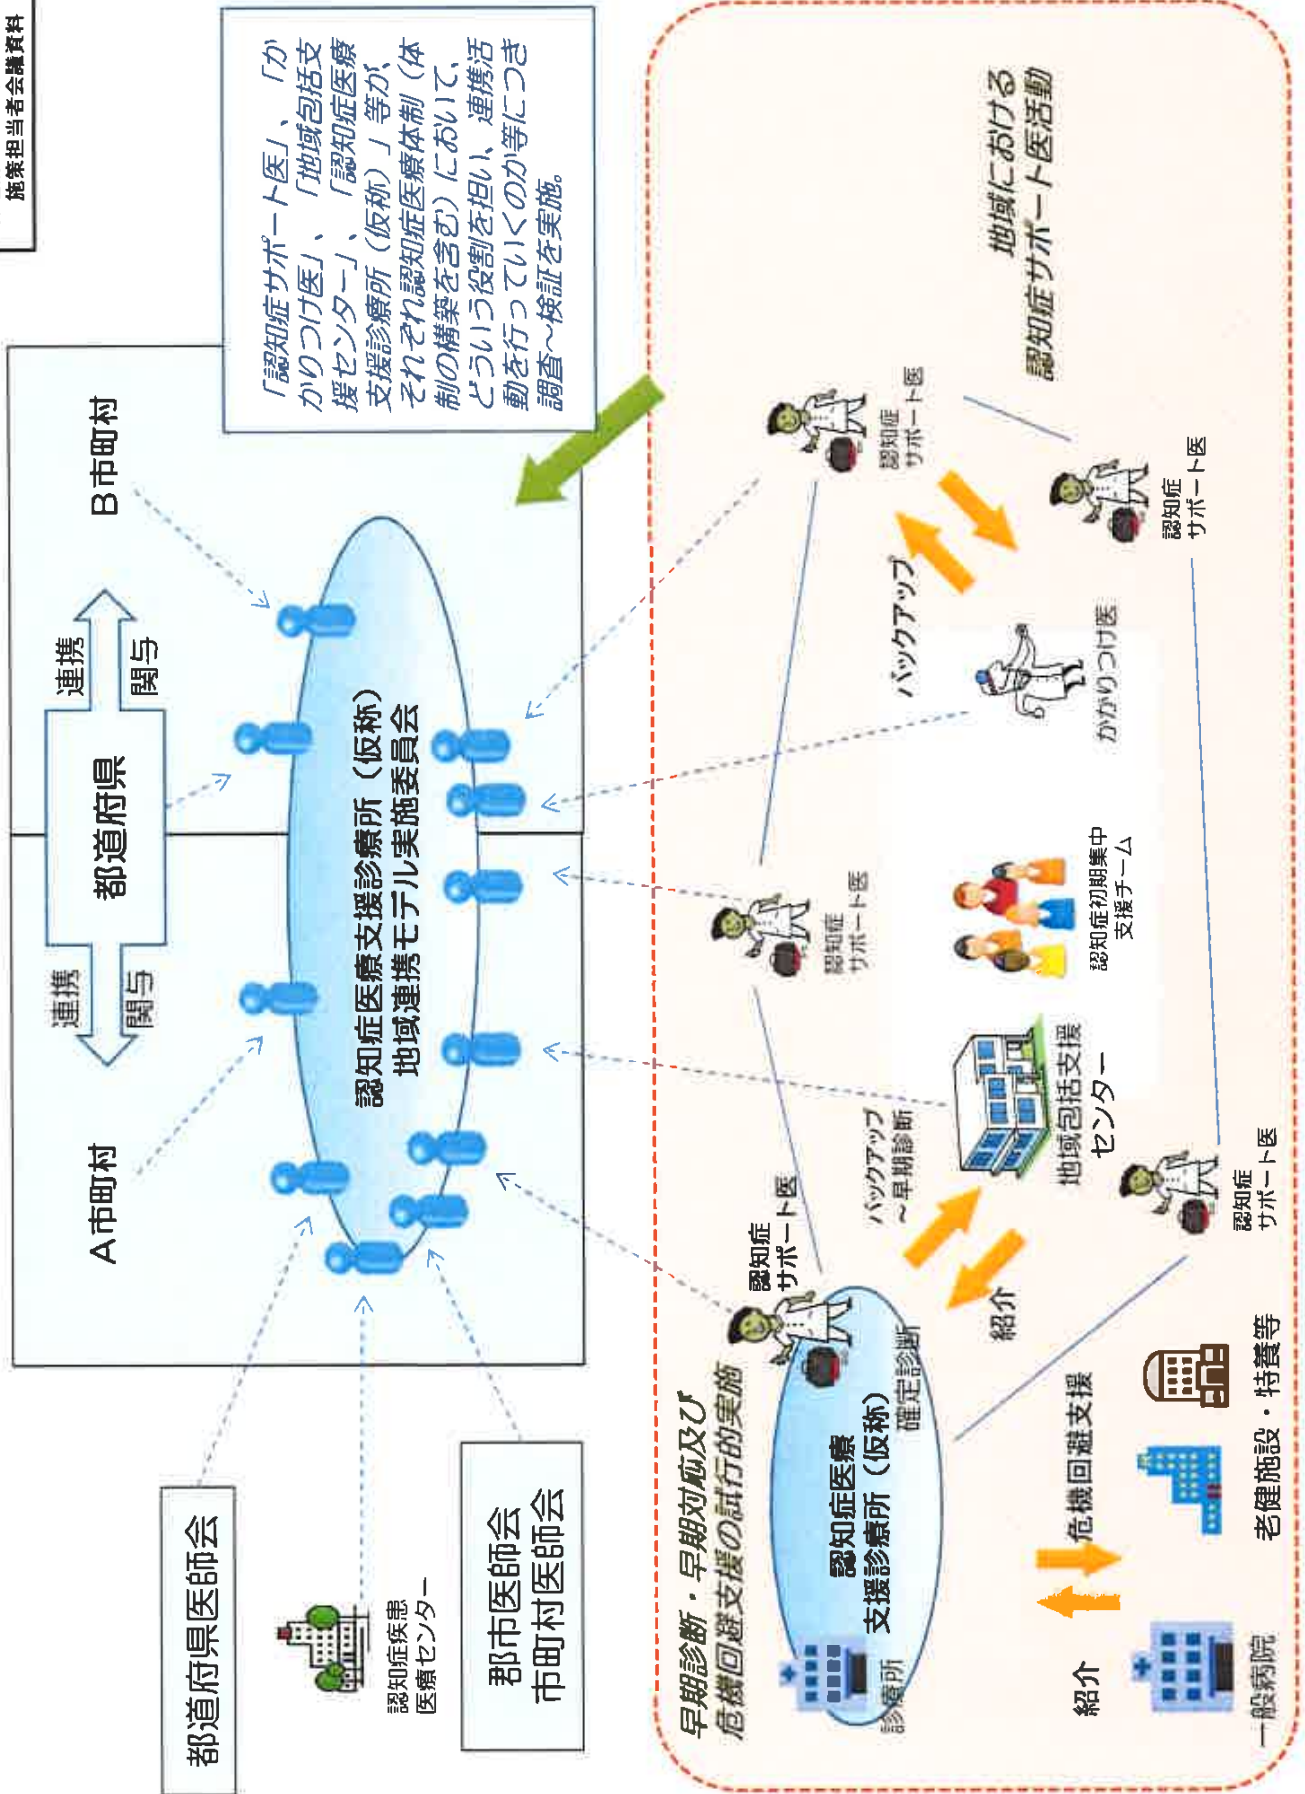 施策担当者会議資料
都道府県医師会
認知症疾患
医療センター
郡市医師会
市町村医師会
A市町村
連携
関与
都道府県
連携
関与
B市町村
認知症医療支援診療所（仮称）
地域連携モデル実施委員会
「認知症サポート医」、「か
かりつけ医」、「地域包括支
援センター」、「認知症医療
支援診療所（仮称）」等が、
それぞれ認知症医療体制（体
制の構築を含む）において、
どういう役割を担い、連携活
動を行っていくのか等につき
調査～検証を実施。
早期診断・早期対応及び
危機回避支援の試行的実施
認知症
サポート医
認知症医療
支援診療所（仮称）
確定診断
診療所
紹介
危機回避支援
一般病院
老健施設・特養等
バックアップ
～早期診断
紹介
地域包括支援
センター
認知症
サポート医
認知症初期集中
支援チーム
認知症
サポート医
バックアップ
かかりつけ医
認知症
サポート医
認知症
サポート医
地域における
認知症サポート医活動